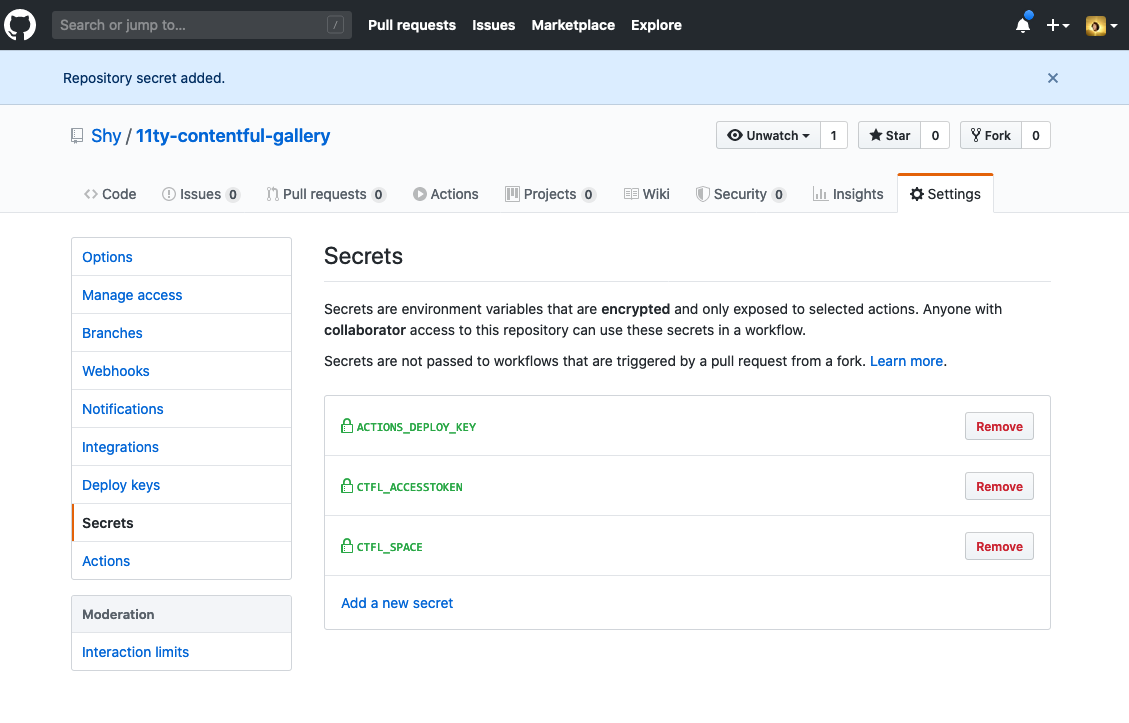 Search or jump to...
/
Pull requests
Issues
Marketplace
Explore
Repository secret added.
Shy / 11ty-contentful-gallery
Unwatch 1
Star 0
Fork 0
Code
Issues 0
Pull requests 0
Actions
Projects 0
Wiki
Security 0
Insights
Settings
Options
Manage access
Branches
Webhooks
Notifications
Integrations
Deploy keys
Secrets
Actions
Moderation
Interaction limits
Secrets
Secrets are environment variables that are encrypted and only exposed to selected actions. Anyone with
collaborator access to this repository can use these secrets in a workflow.
Secrets are not passed to workflows that are triggered by a pull request from a fork. Learn more.
ACTIONS_DEPLOY_KEY Remove
CTFL_ACCESSTOKEN Remove
CTFL_SPACE Remove
Add a new secret